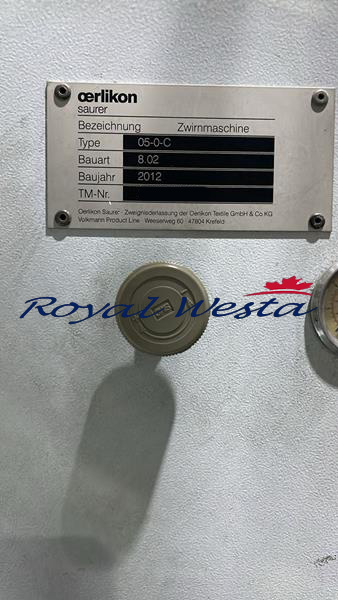 œrlikon
saurer
Bezeichnung Zwirnmaschine
Type 05-0-C
Bauart 8.02
Baujahr 2012
TM-Nr.
Oerlikon Saurer - Zweigniederlassung der Oerlikon Textile GmbH & Co KG
Volkmann Product Line Weeserweg 60 · 47804 Krefeld
Royal Westa